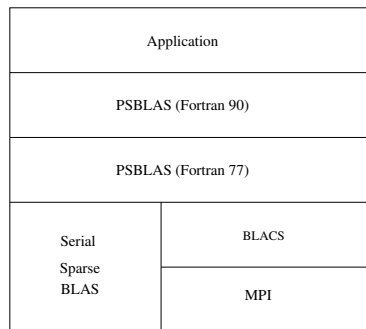 Application
PSBLAS (Fortran 90)
PSBLAS (Fortran 77)
Serial
Sparse
BLAS
BLACS
MPI